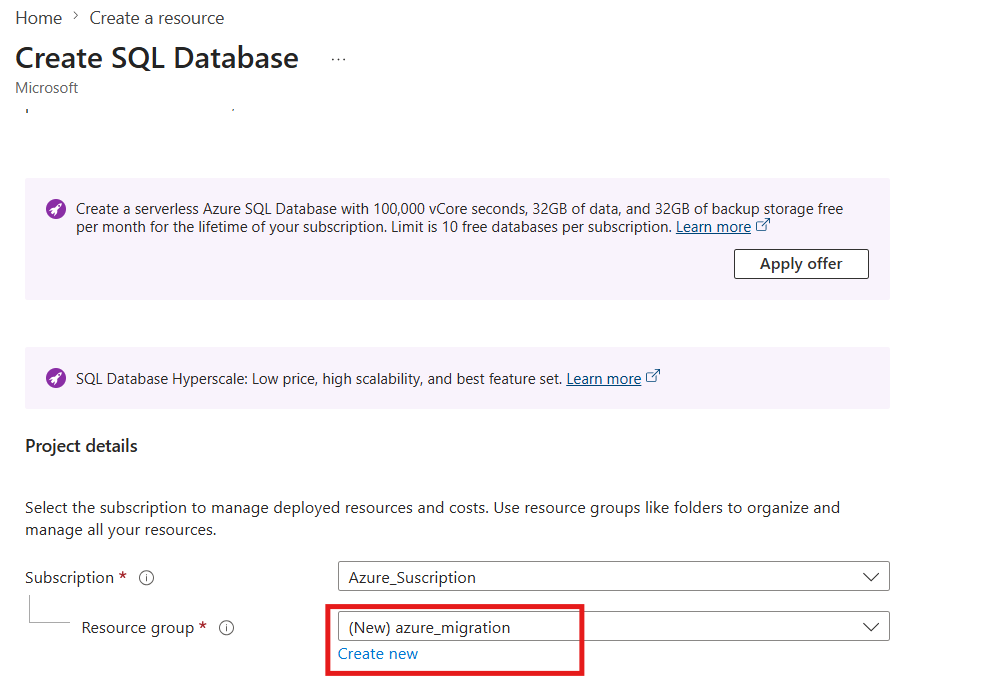 Home > Create a resource
Create SQL Database ...
Microsoft
Create a serverless Azure SQL Database with 100,000 vCore seconds, 32GB of data, and 32GB of backup storage free
per month for the lifetime of your subscription. Limit is 10 free databases per subscription. Learn more
Apply offer
SQL Database Hyperscale: Low price, high scalability, and best feature set. Learn more
Project details
Select the subscription to manage deployed resources and costs. Use resource groups like folders to organize and
manage all your resources.
Subscription *
Azure_Suscription
Resource group *
(New) azure_migration
Create new